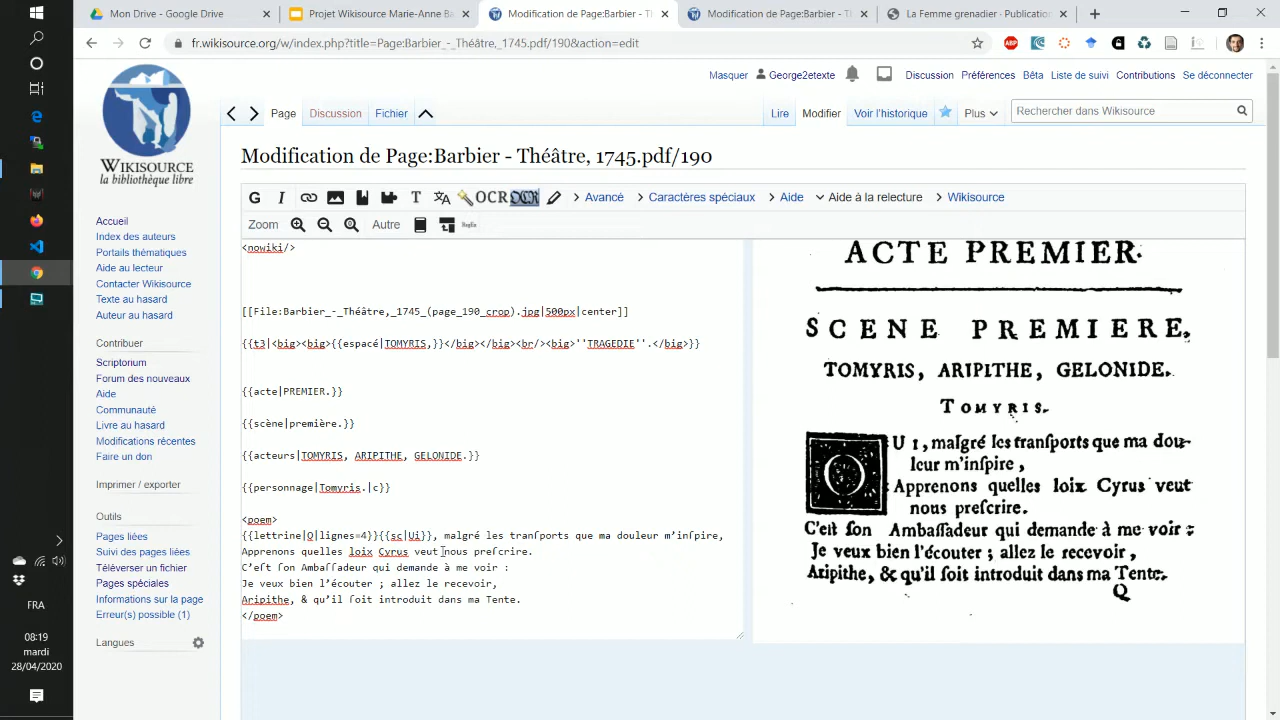 Mon Drive - Google Drive
Projet Wikisource Marie-Anne Ba
Modification de Page:Barbier - Th
Modification de Page:Barbier - Th
La Femme grenadier - Publication
fr.wikisource.org/w/index.php?title=Page:Barbier_-_Théâtre,_1745.pdf/190&action=edit
Masquer George2etexte Discussion Préférences Bêta Liste de suivi Contributions Se déconnecter
Page Discussion Fichier Lire Modifier Voir l'historique Plus Rechercher dans Wikisource
WIKISOURCE
la bibliothèque libre
Modification de Page:Barbier - Théâtre, 1745.pdf/190
G I T OCR OCR Avancé Caractères spéciaux Aide Aide à la relecture Wikisource
Zoom Autre RegEx
Accueil
Index des auteurs
Portails thématiques
Aide au lecteur
Contacter Wikisource
Texte au hasard
Auteur au hasard
Contribuer
Scriptorium
Forum des nouveaux
Aide
Communauté
Livre au hasard
Modifications récentes
Faire un don
Imprimer / exporter
Outils
Pages liées
Suivi des pages liées
Téléverser un fichier
Pages spéciales
Informations sur la page
Erreur(s) possible (1)
Langues
<nowiki/>
[[File:Barbier_-_Théâtre,_1745_(page_190_crop).jpg|500px|center]]
{{t3|<big><big>{{espacé|TOMYRIS,}}</big></big><br/><big>''TRAGEDIE''.</big>}}
{{acte|PREMIER.}}
{{scène|première.}}
{{acteurs|TOMYRIS, ARIPITHE, GELONIDE.}}
{{personnage|Tomyris.|c}}
<poem>
{{lettrine|O|lignes=4}}{{sc|Ui}}, malgré les tranſports que ma douleur m’inſpire,
Apprenons quelles loix Cyrus veut nous preſcrire.
C’eſt ſon Ambaſſadeur qui demande à me voir :
Je veux bien l’écouter ; allez le recevoir,
Aripithe, & qu’il ſoit introduit dans ma Tente.
</poem>
ACTE PREMIER.
SCENE PREMIERE.
TOMYRIS, ARIPITHE, GELONIDE.
TOMYRIS.
OUI, malgré les tranſports que ma dou-
leur m'inſpire,
Apprenons quelles loix Cyrus veut
nous preſcrire.
C'eſt ſon Ambaſſadeur qui demande à me voir :
Je veux bien l'écouter ; allez le recevoir,
Aripithe, & qu'il ſoit introduit dans ma Tente.
Q
FRA
08:19
mardi
28/04/2020